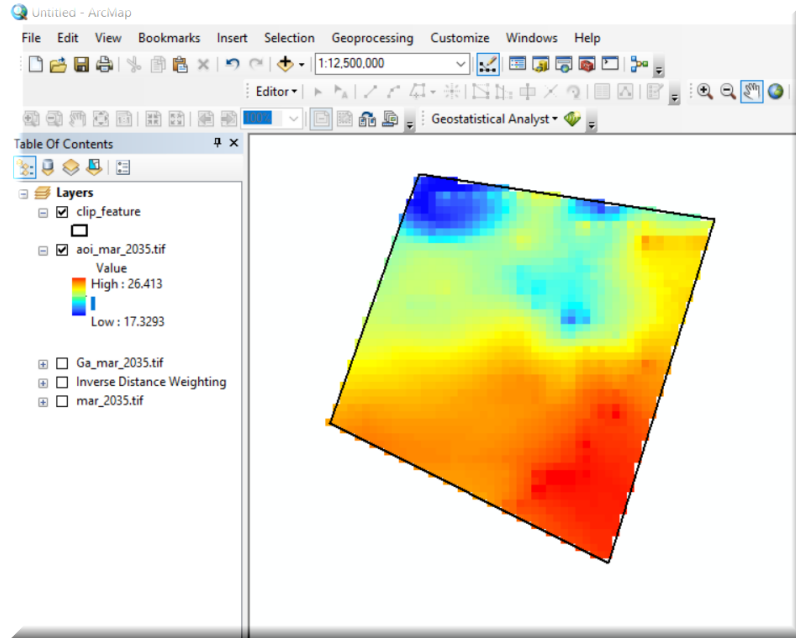 Untitled - ArcMap
File Edit View Bookmarks Insert Selection Geoprocessing Customize Windows Help
1:12,500,000
Editor
100%
Geostatistical Analyst
Table Of Contents
Layers
clip_feature
aoi_mar_2035.tif
Value
High : 26.413
Low : 17.3293
Ga_mar_2035.tif
Inverse Distance Weighting
mar_2035.tif